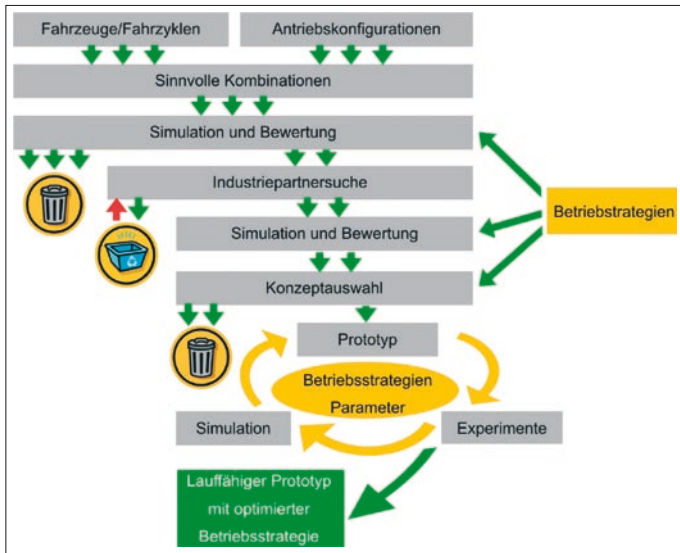 Fahrzeuge/Fahrzyklen
Antriebskonfigurationen
Sinnvolle Kombinationen
Simulation und Bewertung
Industriepartnersuche
Betriebstrategien
Simulation und Bewertung
Konzeptauswahl
Prototyp
Betriebsstrategien
Parameter
Simulation
Experimente
Lauffähiger Prototyp
mit optimierter
Betriebsstrategie